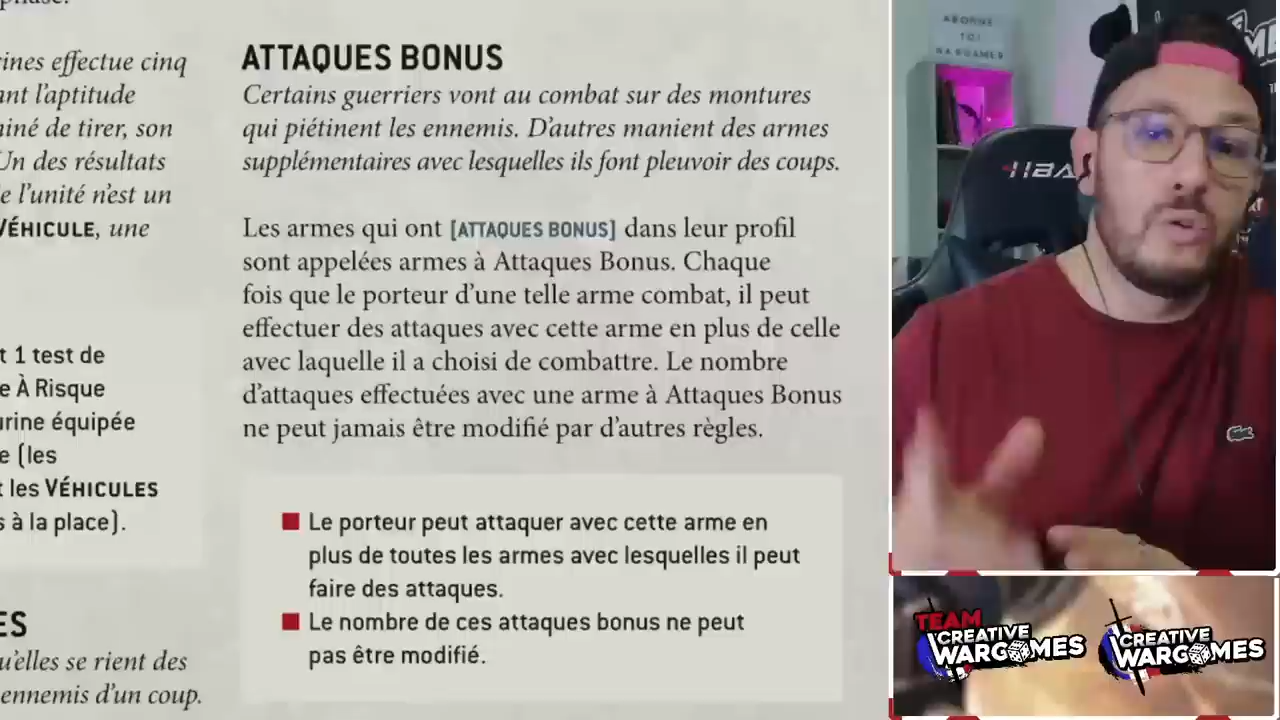 phase.
rines effectue cinq
ant l'aptitude
niné de tirer, son
Un des résultats
e l'unité n'est un
VÉHICULE, une
t 1 test de
e À Risque
urine équipée
e (les
t les VÉHICULES
s à la place).
ES
u'elles se rient des
ennemis d'un coup.
ATTAQUES BONUS
Certains guerriers vont au combat sur des montures
qui piétinent les ennemis. D'autres manient des armes
supplémentaires avec lesquelles ils font pleuvoir des coups.
Les armes qui ont [ATTAQUES BONUS] dans leur profil
sont appelées armes à Attaques Bonus. Chaque
fois que le porteur d'une telle arme combat, il peut
effectuer des attaques avec cette arme en plus de celle
avec laquelle il a choisi de combattre. Le nombre
d'attaques effectuées avec une arme à Attaques Bonus
ne peut jamais être modifié par d'autres règles.
■ Le porteur peut attaquer avec cette arme en
plus de toutes les armes avec lesquelles il peut
faire des attaques.
■ Le nombre de ces attaques bonus ne peut
pas être modifié.
ABONNE
TOI
WARGAMER
TEAM
CREATIVE
WARGAMES
CREATIVE
WARGAMES